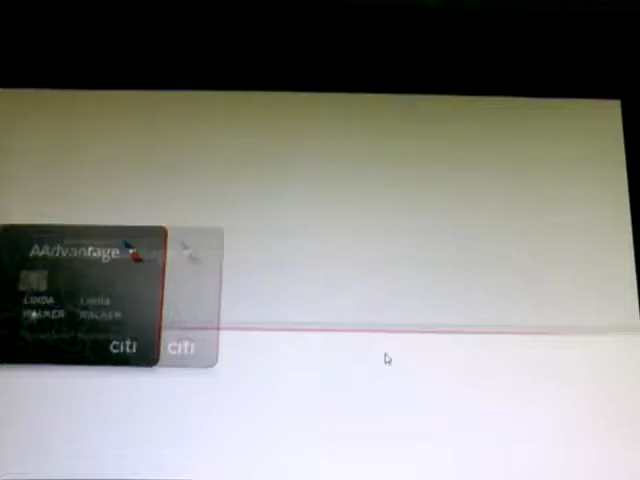 AAdvantage
LINDA LINDA
WALKER WALKER
citi citi